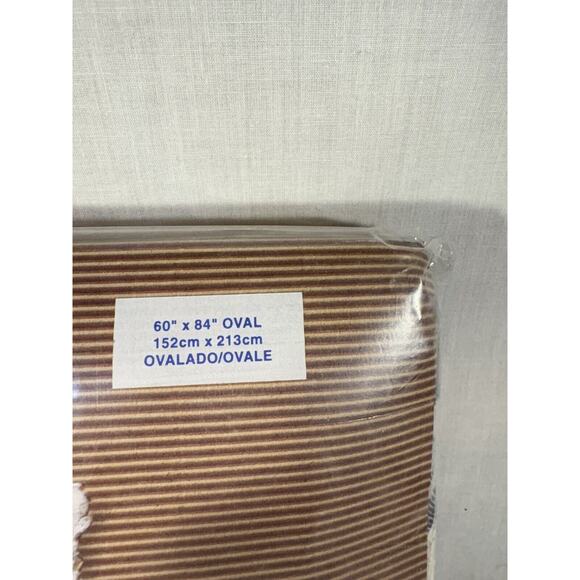 60" x 84" OVAL
152cm x 213cm
OVALADO/OVALE